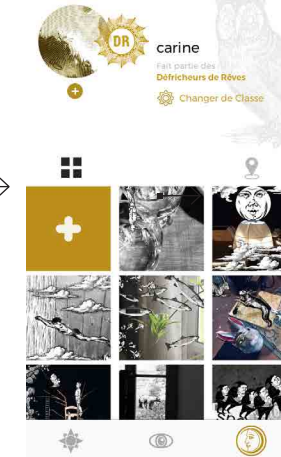 DR
carine
Fait partie des
Défricheurs de Rêves
Changer de Classe